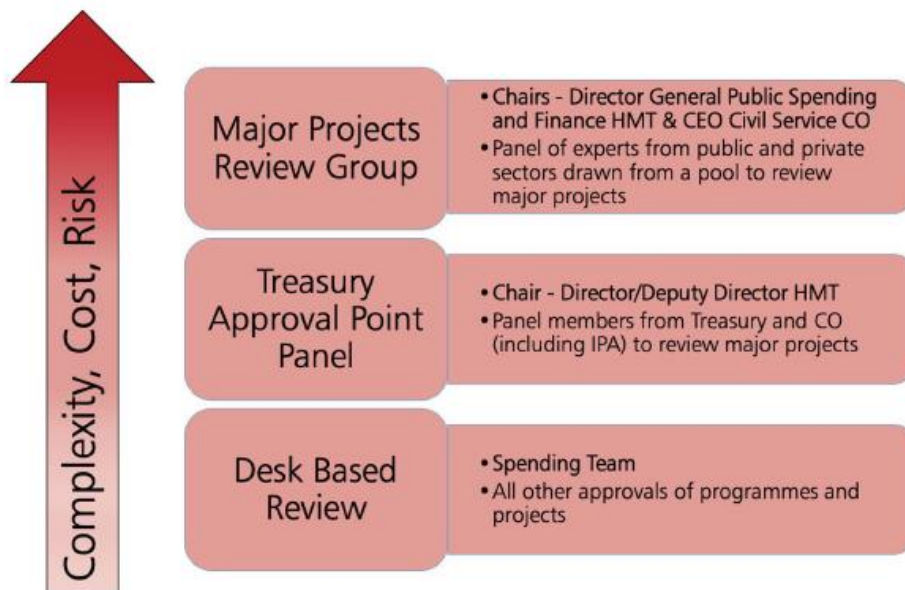 Complexity, Cost, Risk
Major Projects
Review Group
• Chairs - Director General Public Spending
and Finance HMT & CEO Civil Service CO
• Panel of experts from public and private
sectors drawn from a pool to review
major projects
Treasury
Approval Point
Panel
• Chair - Director/Deputy Director HMT
• Panel members from Treasury and CO
(including IPA) to review major projects
Desk Based
Review
• Spending Team
• All other approvals of programmes and
projects